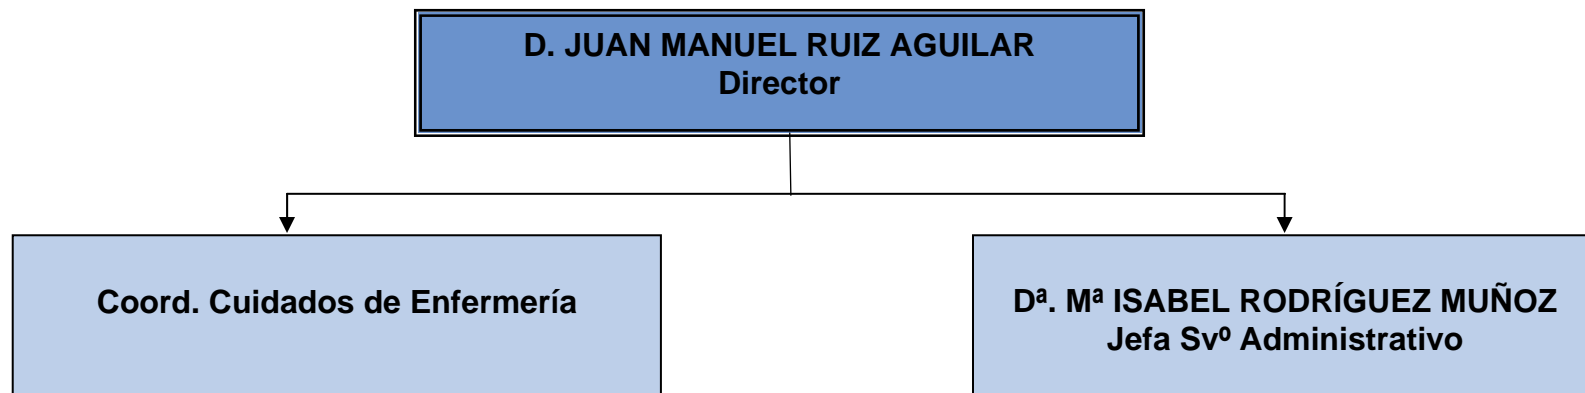 D. JUAN MANUEL RUIZ AGUILAR
Director
Coord. Cuidados de Enfermería
Dª. Mª ISABEL RODRÍGUEZ MUÑOZ
Jefa Svº Administrativo